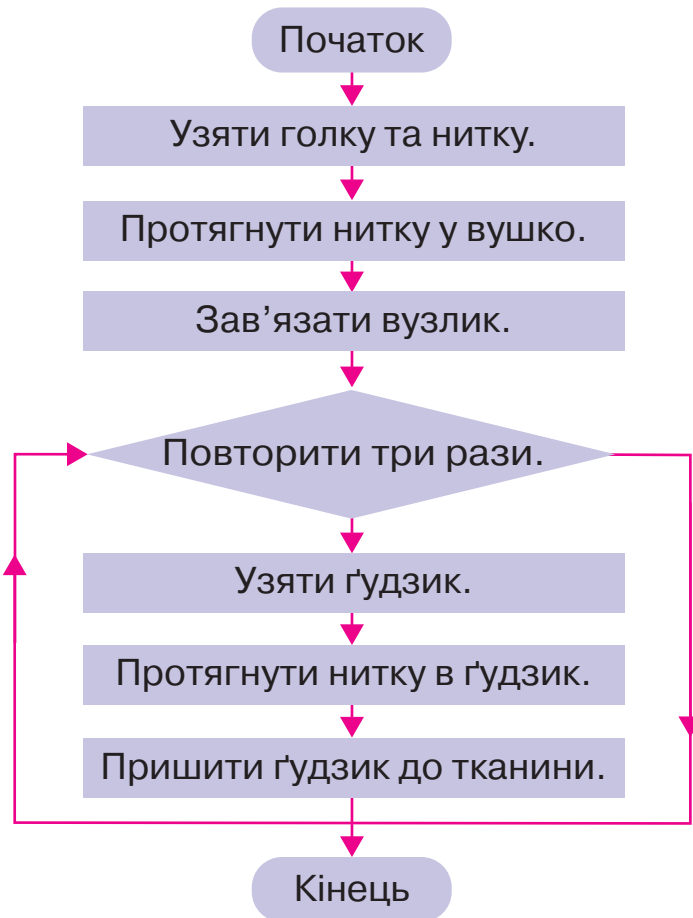 Початок
Узяти голку та нитку.
Протягнути нитку у вушко.
Зав’язати вузлик.
Повторити три рази.
Узяти ґудзик.
Протягнути нитку в ґудзик.
Пришити ґудзик до тканини.
Кінець